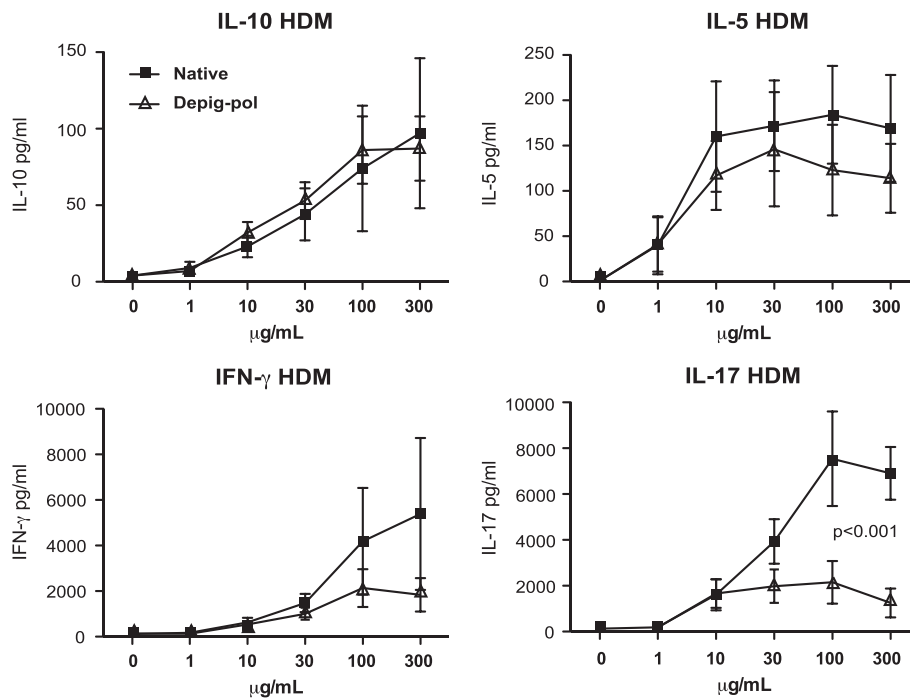 IL-10 HDM
150
100
50
0
IL-10 pg/ml
Native
Depig-pol
0 1 10 30 100 300
μg/mL
IL-5 HDM
250
200
150
100
50
0
IL-5 pg/ml
0 1 10 30 100 300
μg/mL
IFN-γ HDM
10000
8000
6000
4000
2000
0
IFN-γ pg/ml
0 1 10 30 100 300
μg/mL
IL-17 HDM
10000
8000
6000
4000
2000
0
IL-17 pg/ml
p<0.001
0 1 10 30 100 300
μg/mL